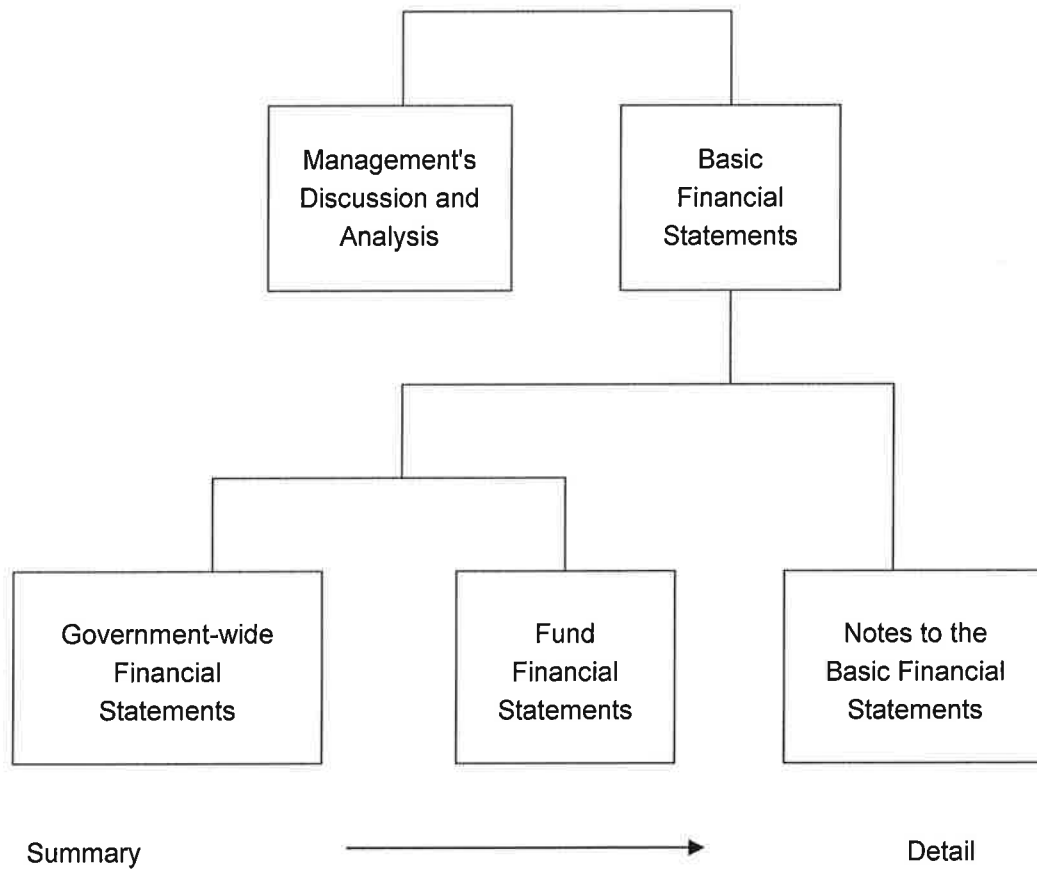 Management's
Discussion and
Analysis
Basic
Financial
Statements
Government-wide
Financial
Statements
Fund
Financial
Statements
Notes to the
Basic Financial
Statements
Summary
Detail